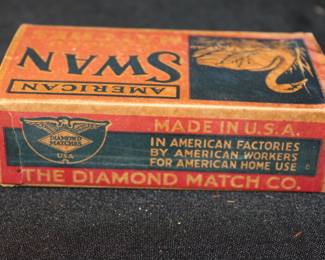 AMERICAN
SWAN
MADE IN U.S.A.
DIAMOND
MATCHES
USA
IN AMERICAN FACTORIES
BY AMERICAN WORKERS
FOR AMERICAN HOME USE
THE DIAMOND MATCH CO.